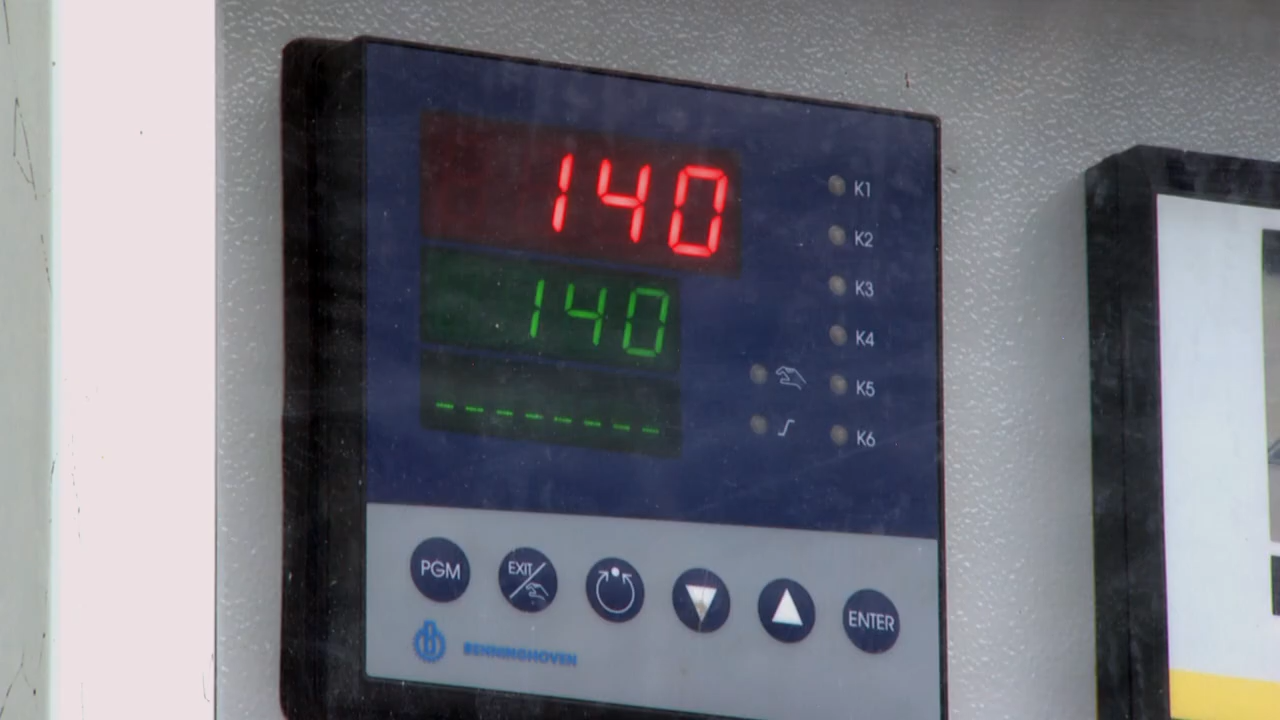 140
140
--------
K1
K2
K3
K4
K5
K6
PGM
EXIT
ENTER
BENNINGHOVEN